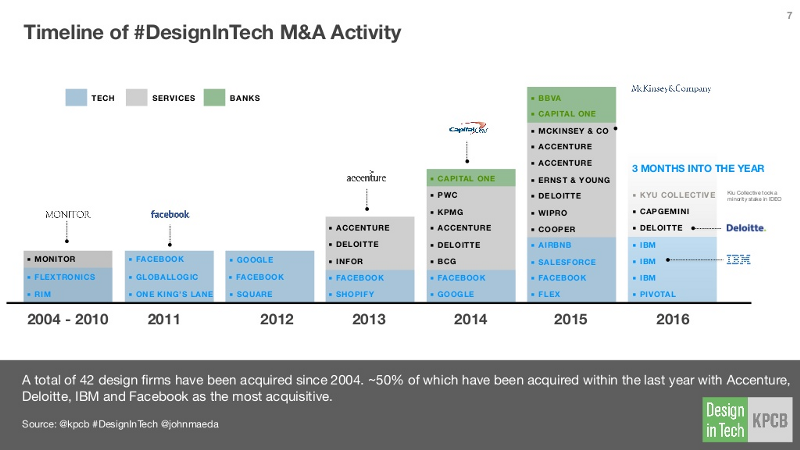 7
Timeline of #DesignInTech M&A Activity
TECH SERVICES BANKS
McKinsey&Company
BBVA
CAPITAL ONE
MCKINSEY & CO
ACCENTURE
ACCENTURE
ERNST & YOUNG
DELOITTE
WIPRO
COOPER
AIRBNB
SALESFORCE
FACEBOOK
FLEX
Capital One
CAPITAL ONE
PWC
KPMG
ACCENTURE
DELOITTE
BCG
FACEBOOK
GOOGLE
3 MONTHS INTO THE YEAR
KYU COLLECTIVE
Kyu Collective took a
minority stake in IDEO
CAPGEMINI
DELOITTE
Deloitte.
IBM
IBM
IBM
IBM
PIVOTAL
accenture
ACCENTURE
DELOITTE
INFOR
FACEBOOK
SHOPIFY
MONITOR
MONITOR
FLEXTRONICS
RIM
facebook
FACEBOOK
GLOBALLOGIC
ONE KING'S LANE
GOOGLE
FACEBOOK
SQUARE
2004 - 2010 2011 2012 2013 2014 2015 2016
A total of 42 design firms have been acquired since 2004. ~50% of which have been acquired within the last year with Accenture,
Deloitte, IBM and Facebook as the most acquisitive.
Source: @kpcb #DesignInTech @johnmaeda
Design
in Tech
KPCB